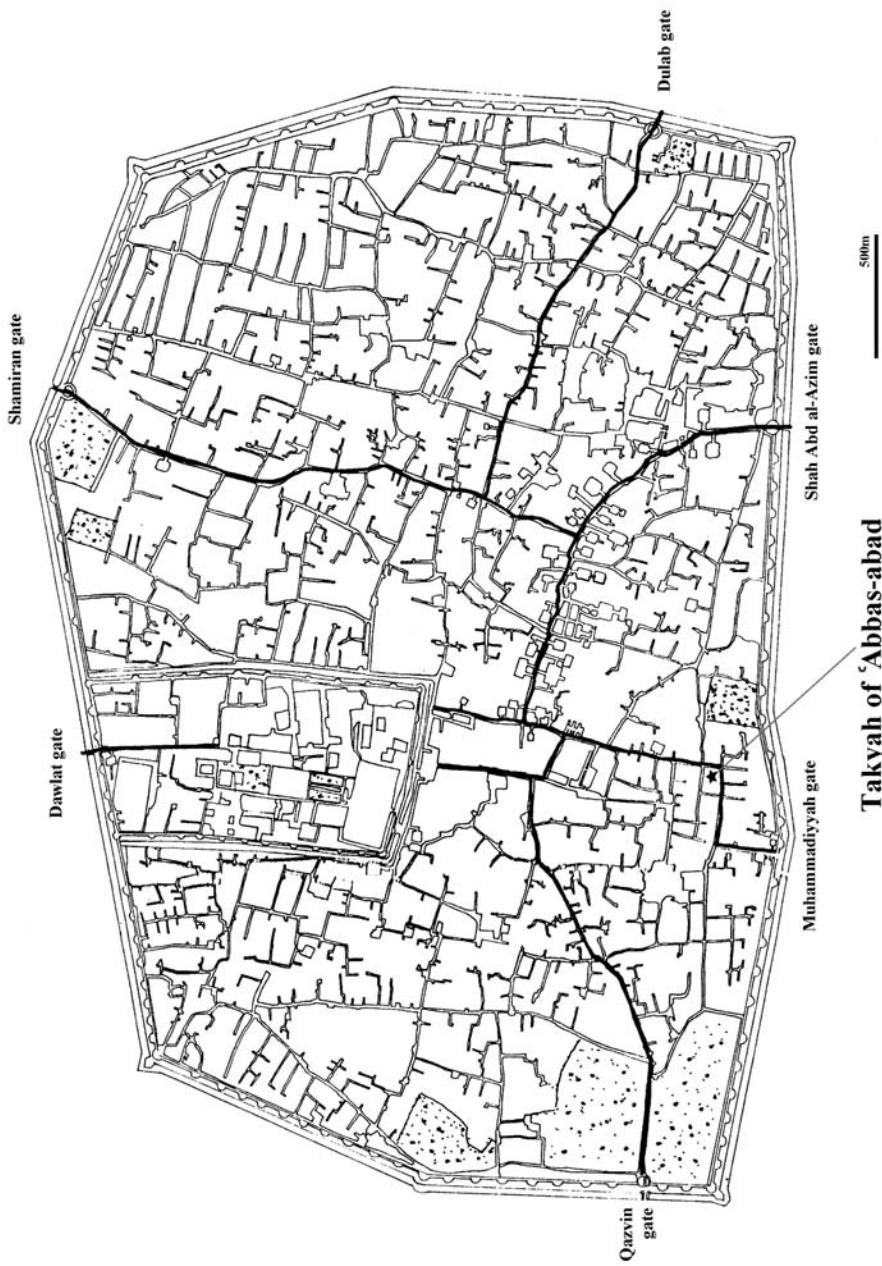 Shamiran gate
Dawlat gate
Dulab gate
Qazvin
gate
Muhammadiyyah gate
Shah Abd al-Azim gate
500m
Takvah of ʿAbbas-abad